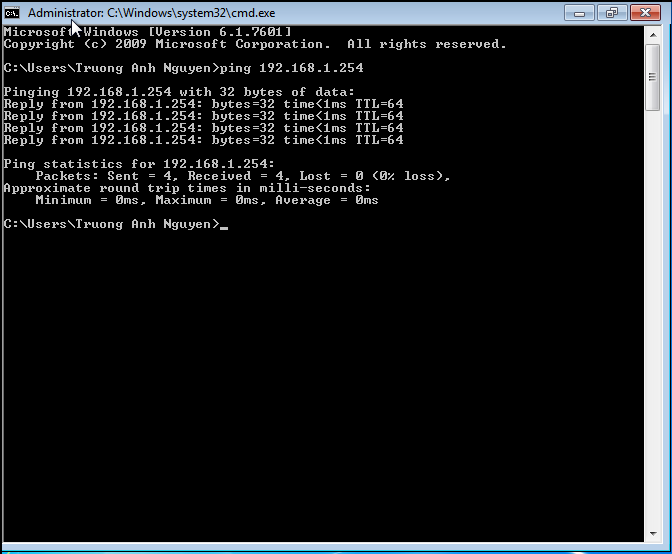 Administrator: C:\Windows\system32\cmd.exe
Microsoft Windows [Version 6.1.7601]
Copyright (c) 2009 Microsoft Corporation.  All rights reserved.
C:\Users\Truong Anh Nguyen>ping 192.168.1.254
Pinging 192.168.1.254 with 32 bytes of data:
Reply from 192.168.1.254: bytes=32 time<1ms TTL=64
Reply from 192.168.1.254: bytes=32 time<1ms TTL=64
Reply from 192.168.1.254: bytes=32 time<1ms TTL=64
Reply from 192.168.1.254: bytes=32 time<1ms TTL=64
Ping statistics for 192.168.1.254:
    Packets: Sent = 4, Received = 4, Lost = 0 (0% loss),
Approximate round trip times in milli-seconds:
    Minimum = 0ms, Maximum = 0ms, Average = 0ms
C:\Users\Truong Anh Nguyen>_